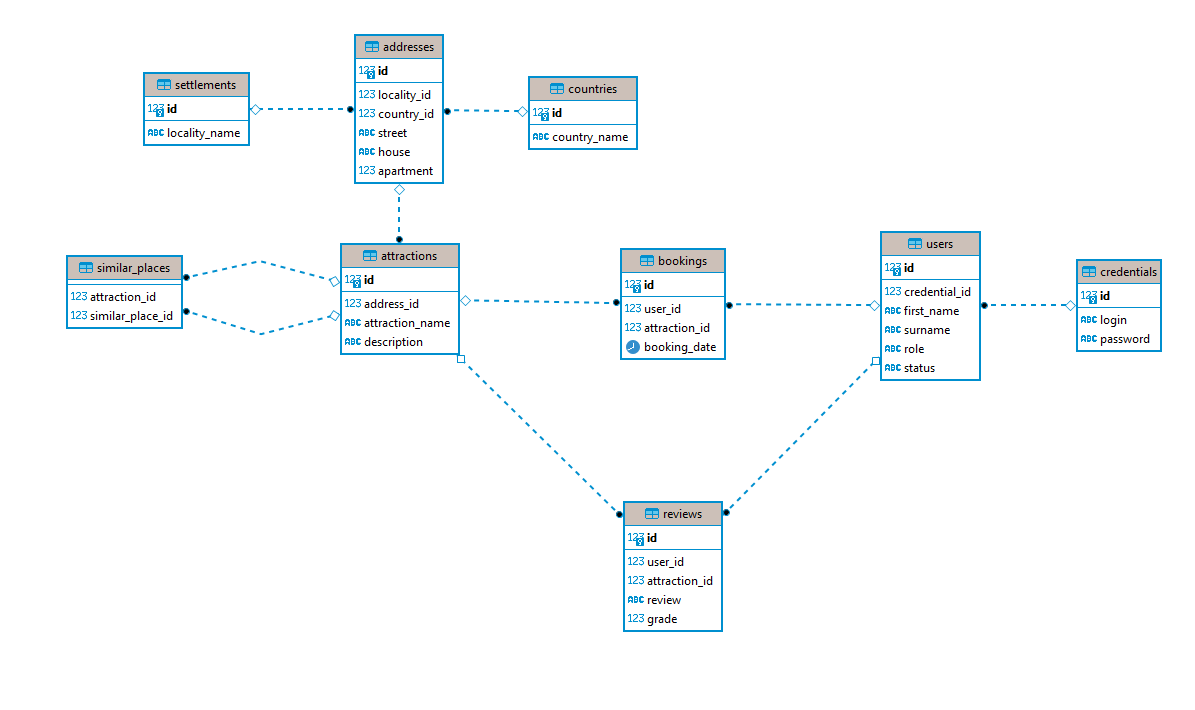 addresses
123 id
123 locality_id
123 country_id
ABC street
ABC house
123 apartment
settlements
123 id
ABC locality_name
countries
123 id
ABC country_name
similar_places
123 attraction_id
123 similar_place_id
attractions
123 id
123 address_id
ABC attraction_name
ABC description
bookings
123 id
123 user_id
123 attraction_id
booking_date
users
123 id
123 credential_id
ABC first_name
ABC surname
ABC role
ABC status
credentials
123 id
ABC login
ABC password
reviews
123 id
123 user_id
123 attraction_id
ABC review
123 grade